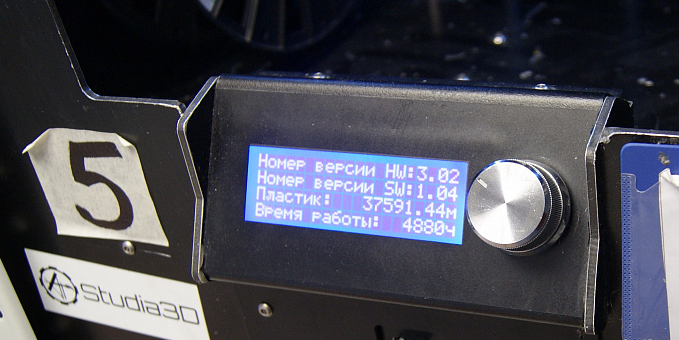 5
Номер версии HW:3.02
Номер версии SW:1.04
Пластик: 37591.44м
Время работы: 4880ч
studia3D